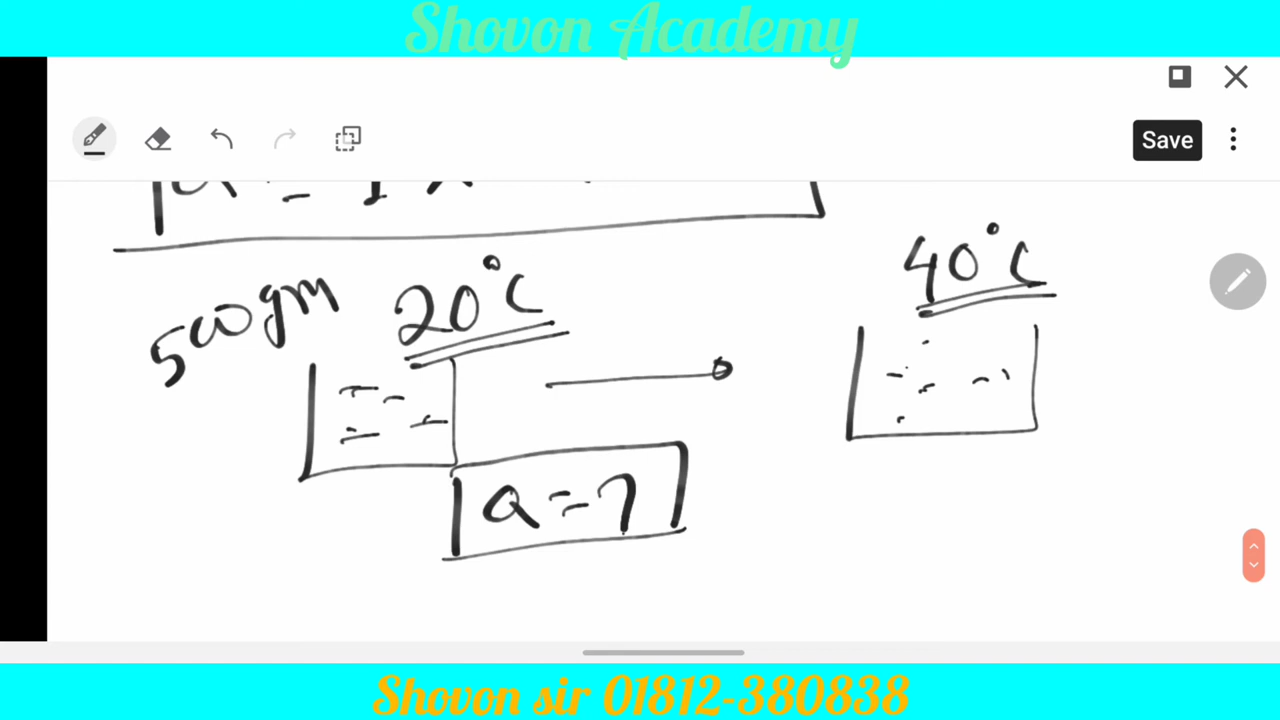 Shovon Academy
Save
500gm 20°C 40°C
Q = ?
Shovon sir 01812-380838